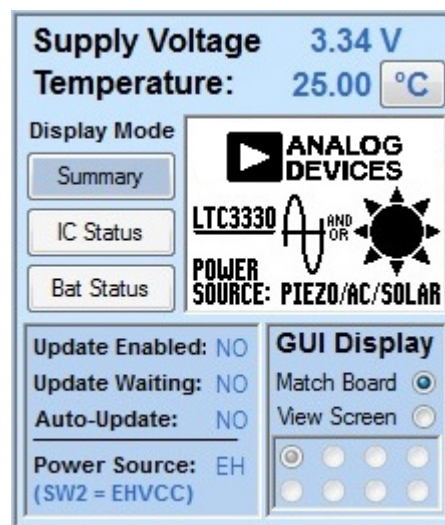 Supply Voltage 3.34 V
Temperature: 25.00 °C
Display Mode
Summary
IC Status
Bat Status
ANALOG
DEVICES
LTC3330 AND
OR
POWER
SOURCE: PIEZO/AC/SOLAR
Update Enabled: NO
Update Waiting: NO
Auto-Update: NO
Power Source: EH
(SW2 = EHVCC)
GUI Display
Match Board
View Screen